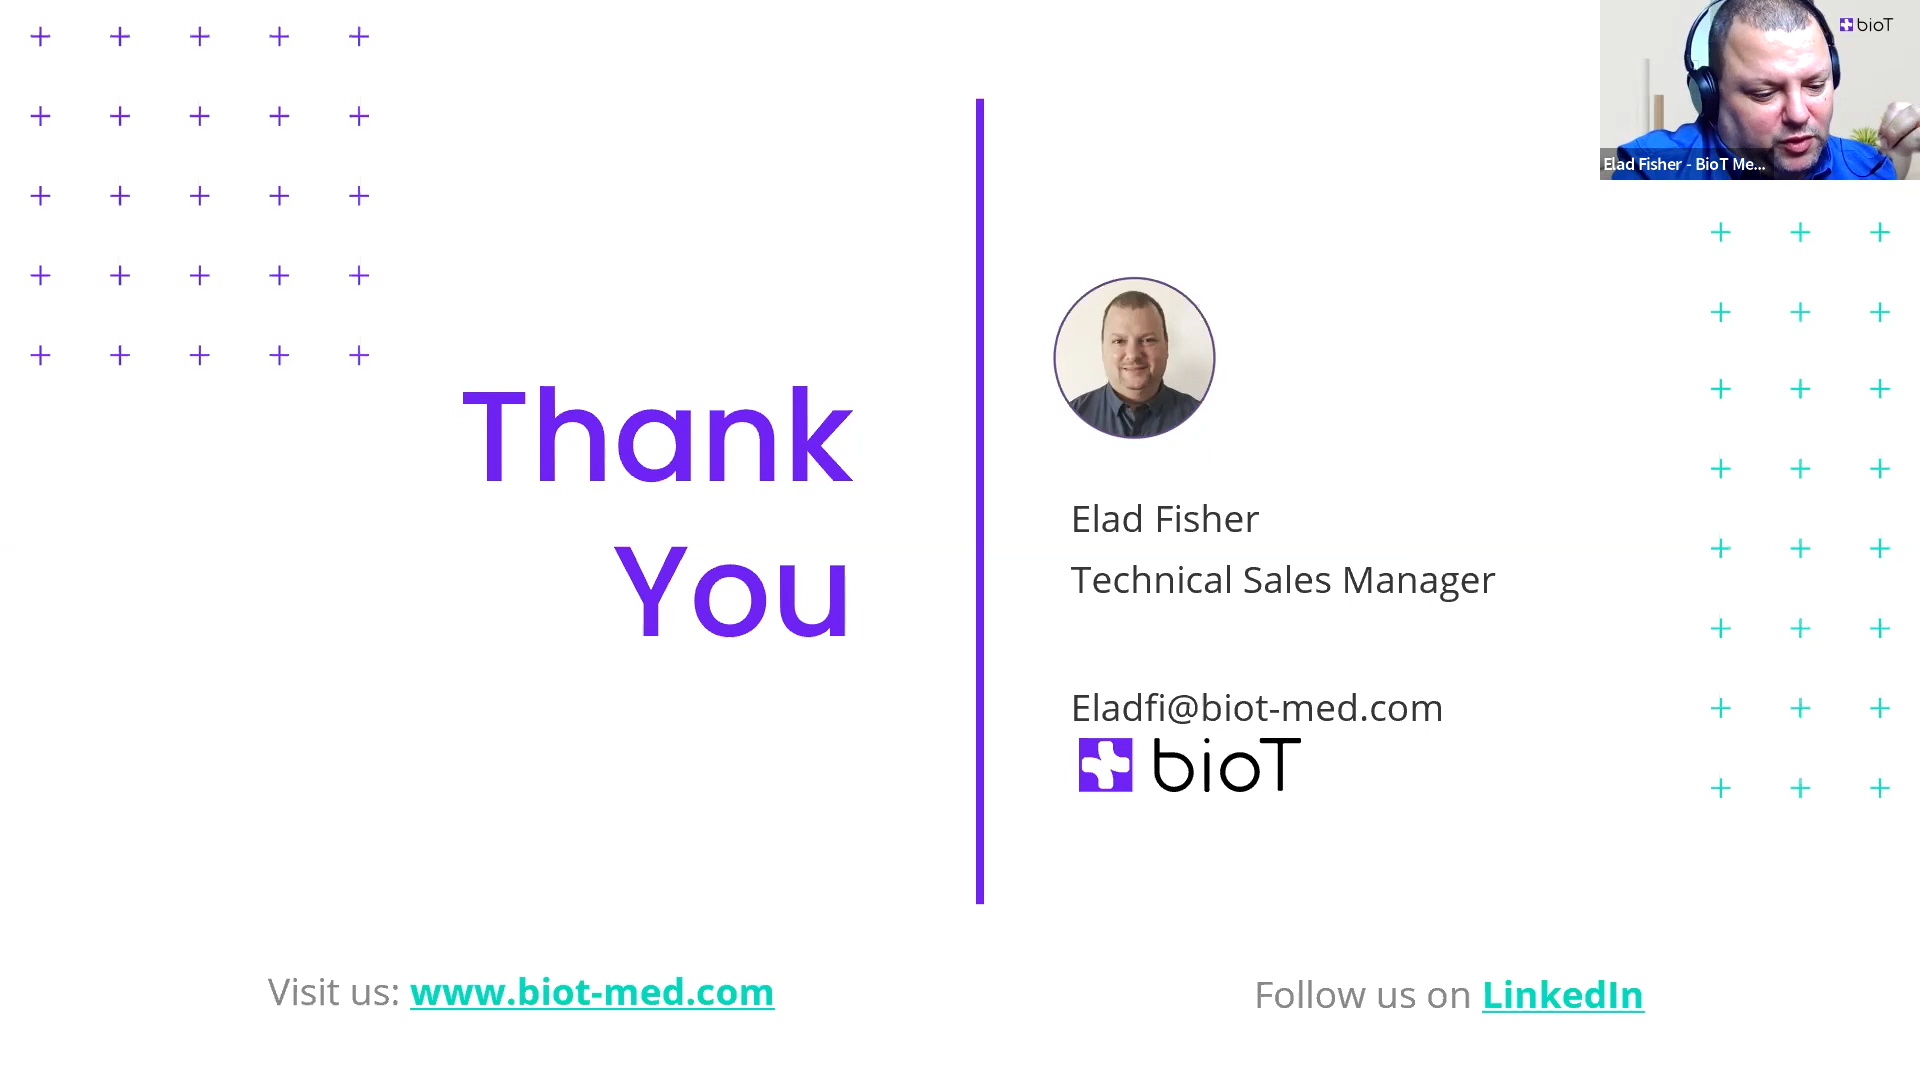 bioT
Elad Fisher - BioT Me...
Thank
You
Elad Fisher
Technical Sales Manager
Eladfi@biot-med.com
bioT
Visit us: www.biot-med.com
Follow us on LinkedIn